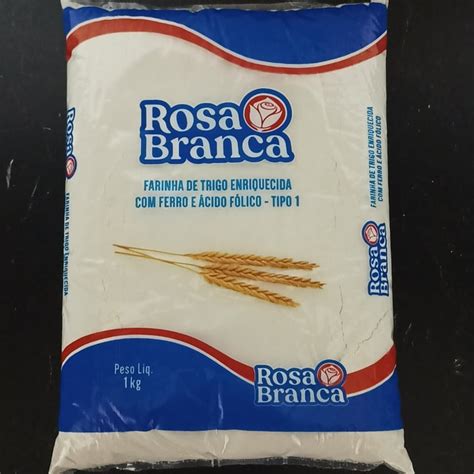 Rosa
Branca
FARINHA DE TRIGO ENRIQUECIDA
COM FERRO E ÁCIDO FÓLICO - TIPO 1
Rosa
Branca
FARINHA DE TRIGO ENRIQUECIDA
FARINHA DE TRIGO ENRIQUECIDA
COM FERRO E ÁCIDO FÓLICO
Rosa
Branca
Peso Liq.
1kg
Rosa
Branca